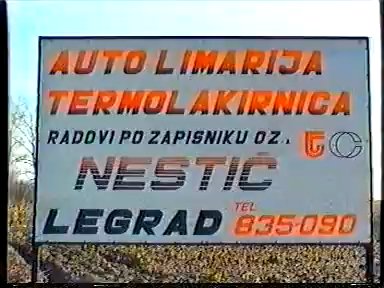 AUTO LIMARIJA
TERMOLAKIRNICA
RADOVI PO ZAPISNIKU OZ.
NESTIĆ
LEGRAD TEL 835-090